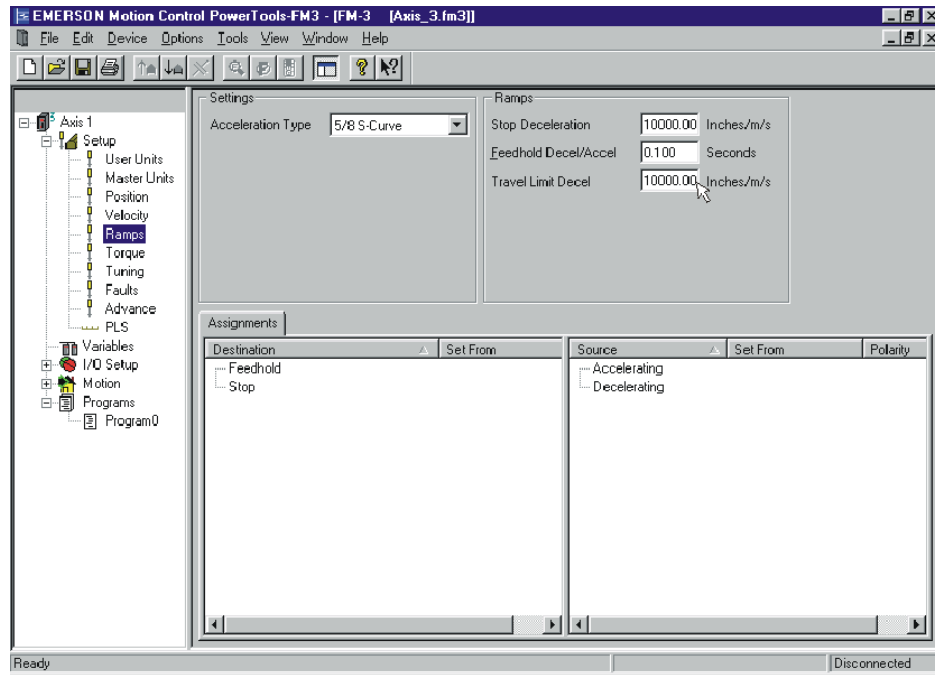 EMERSON Motion Control PowerTools-FM3 - [FM-3 [Axis_3.fm3]]
File Edit Device Options Tools View Window Help
Axis 1
Setup
User Units
Master Units
Position
Velocity
Ramps
Torque
Tuning
Faults
Advance
PLS
Variables
I/O Setup
Motion
Programs
Program0
Settings
Acceleration Type 5/8 S-Curve
Ramps
Stop Deceleration 10000.00 Inches./m/s
Feedhold Decel/Accel 0.100 Seconds
Travel Limit Decel 10000.00 Inches./m/s
Assignments
Destination Set From
Feedhold
Stop
Source Set From Polarity
Accelerating
Decelerating
Ready Disconnected